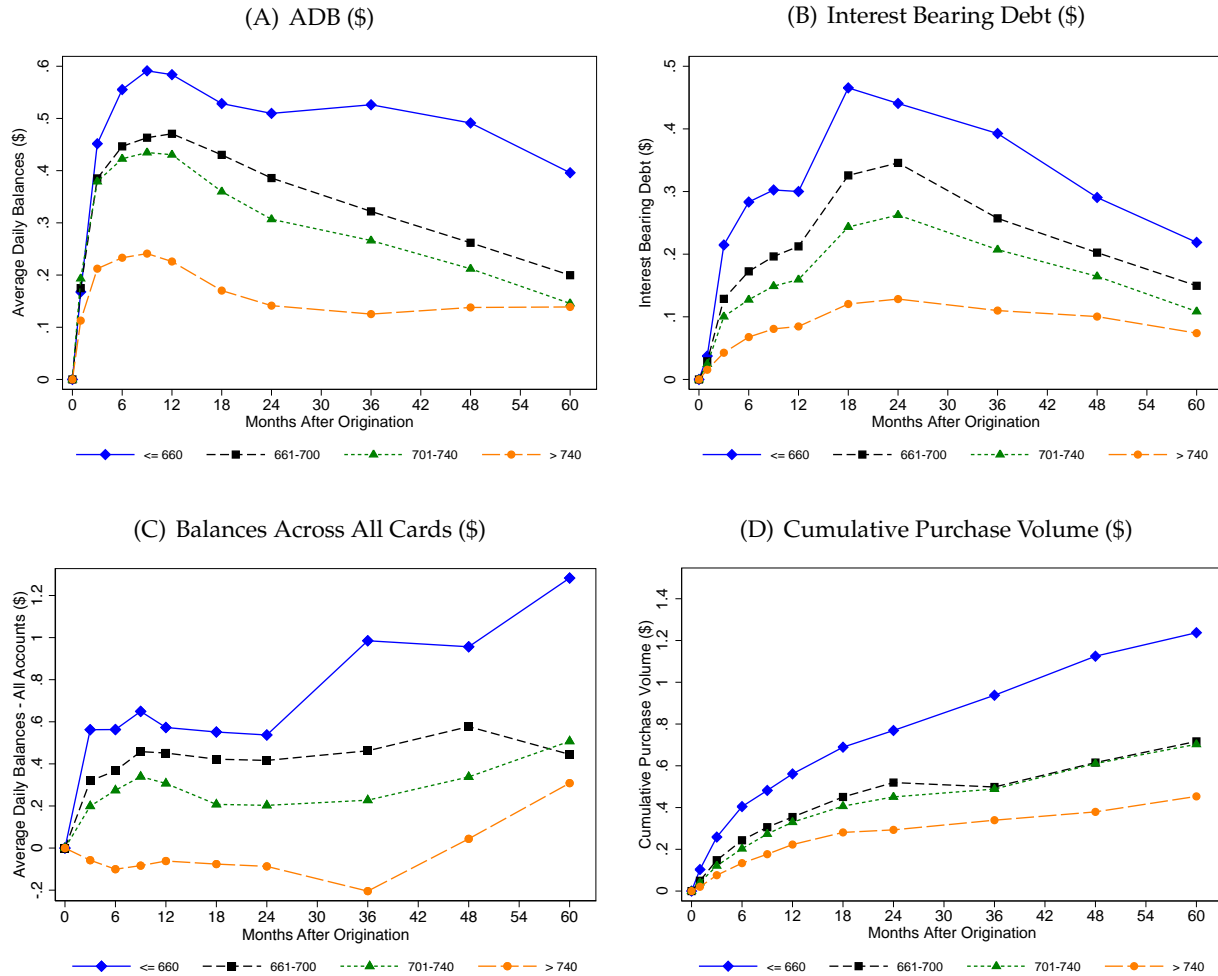 (A) ADB ($)
Average Daily Balances ($)
0 .1 .2 .3 .4 .5 .6
0 6 12 18 24 30 36 42 48 54 60
Months After Origination
<= 660 661-700 701-740 > 740
(B) Interest Bearing Debt ($)
Interest Bearing Debt ($)
0 .1 .2 .3 .4 .5
0 6 12 18 24 30 36 42 48 54 60
Months After Origination
<= 660 661-700 701-740 > 740
(C) Balances Across All Cards ($)
Average Daily Balances - All Accounts ($)
-.2 0 .2 .4 .6 .8 1 1.2
0 6 12 18 24 30 36 42 48 54 60
Months After Origination
<= 660 661-700 701-740 > 740
(D) Cumulative Purchase Volume ($)
Cumulative Purchase Volume ($)
0 .2 .4 .6 .8 1 1.2 1.4
0 6 12 18 24 30 36 42 48 54 60
Months After Origination
<= 660 661-700 701-740 > 740